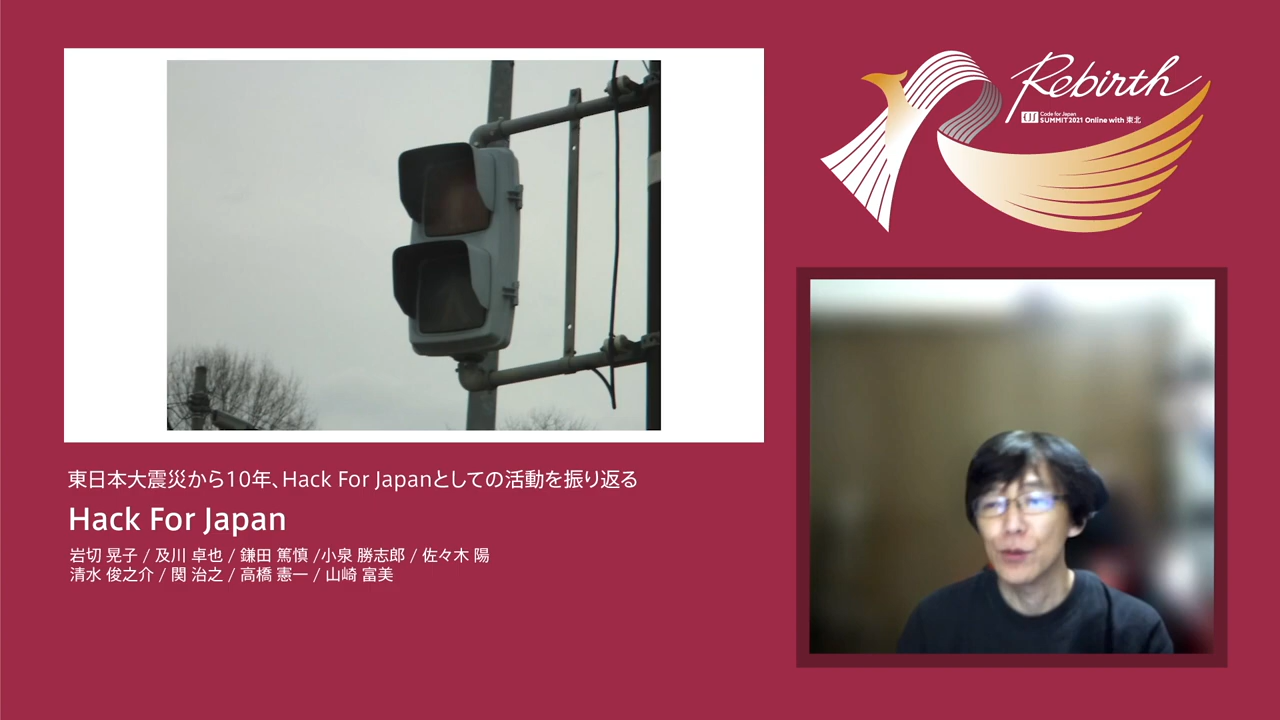 Rebirth
CfJ
Code for Japan
SUMMIT2021 Online with 東北
東日本大震災から10年、Hack For Japanとしての活動を振り返る
Hack For Japan
岩切 晃子 / 及川 卓也 / 鎌田 篤慎 /小泉 勝志郎 / 佐々木 陽
清水 俊之介 / 関 治之 / 高橋 憲一 / 山崎 富美